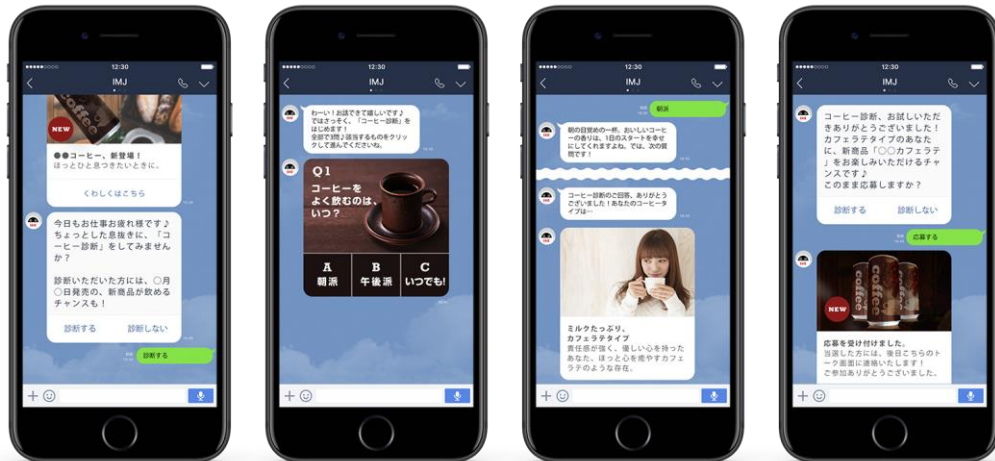 12:30
IMJ
coffee
NEW
●●コーヒー、新登場!
ほっとひと息つきたいときに。
くわしくはこちら
今日もお仕事お疲れ様です♪
ちょっとした息抜きに、「コ
ーヒー診断」をしてみません
か?
診断いただいた方には、○月
○日発売の、新商品が飲める
チャンスも!
診断する
診断しない
診断する
12:30
IMJ
わーい!お話できて嬉しいです♪
ではさっそく、「コーヒー診断」を
はじめます!
全部で3問♪該当するものをクリッ
クして進んでくださいね。
Q1
コーヒーを
よく飲むのは、
いつ?
A
朝派
B
午後派
C
いつでも!
12:30
IMJ
朝派
朝の目覚めの一杯。おいしいコーヒ
ーの香りは、1日のスタートを幸せ
にしてくれますよね。では、次の質
問です!
コーヒー診断のご回答、ありがとう
ございました!あなたのコーヒータ
イプは…
ミルクたっぷり、
カフェラテタイプ
責任感が強く、優しい心を持った
あなた。ほっと心を癒やすカフェ
ラテのような存在。
12:30
IMJ
コーヒー診断、お試しいただ
きありがとうございました!
カフェラテタイプのあなた
に、新商品「○○カフェラテ
」をお楽しみいただけるチャ
ンスです♪
このまま応募しますか?
診断する
診断しない
応募する
coffee
coffee
coffee
NEW
応募を受け付けました。
当選した方には、後日こちらのト
ーク画面に連絡いたします!
ご参加ありがとうございました。